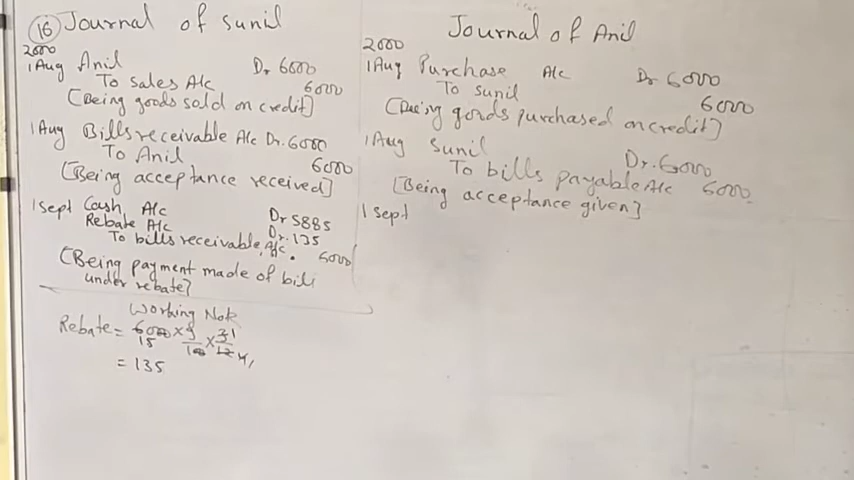 16 Journal of Sunil
2000
1 Aug Anil Dr 6000
To sales A/c 6000
[Being goods sold on credit]
1 Aug Bills receivable A/c Dr. 6000
To Anil 6000
[Being acceptance received]
1 Sept Cash A/c Dr 5885
Rebate A/c Dr. 135
To bills receivable A/c. 6000
[Being payment made of bill
under rebate]
Working Note
Rebate = 6000 × 9 × 3 1
15 100 12 4
= 135
Journal of Anil
2000
1 Aug Purchase A/c Dr 6000
To Sunil 6000
[Being goods purchased on credit]
1 Aug Sunil Dr. 6000
To bills payable A/c 6000
[Being acceptance given]
1 Sept